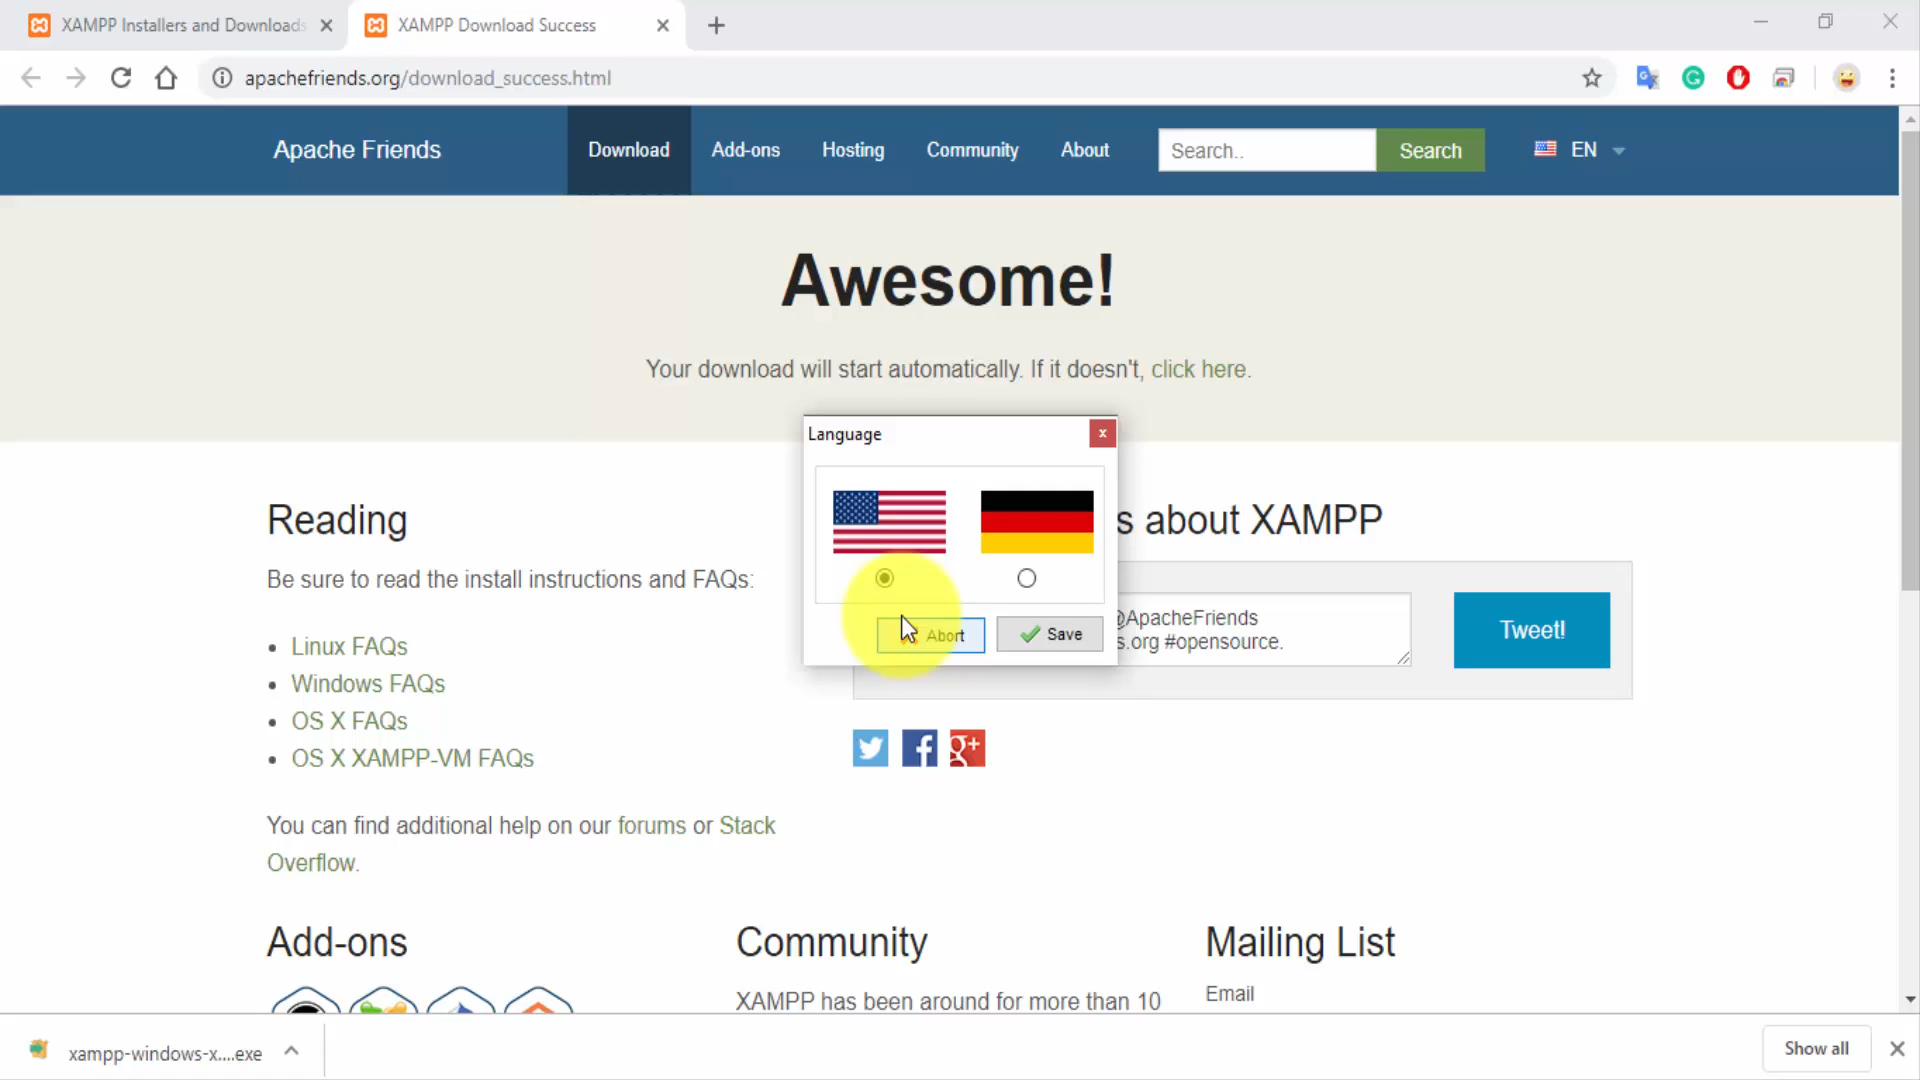 XAMPP Installers and Downloads
XAMPP Download Success
apachefriends.org/download_success.html
Apache Friends
Download
Add-ons
Hosting
Community
About
Search..
Search
EN
Awesome!
Your download will start automatically. If it doesn't, click here.
Language
Abort
Save
Reading
Be sure to read the install instructions and FAQs:
Linux FAQs
Windows FAQs
OS X FAQs
OS X XAMPP-VM FAQs
You can find additional help on our forums or Stack
Overflow.
s about XAMPP
@ApacheFriends
s.org #opensource.
Tweet!
Add-ons
Community
XAMPP has been around for more than 10
Mailing List
Email
xampp-windows-x....exe
Show all